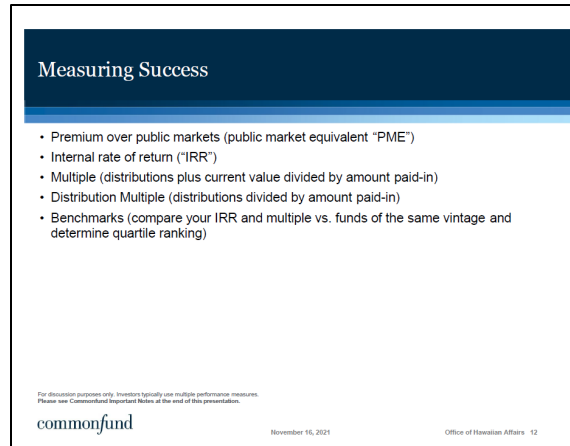 Measuring Success
• Premium over public markets (public market equivalent “PME”)
• Internal rate of return (“IRR”)
• Multiple (distributions plus current value divided by amount paid-in)
• Distribution Multiple (distributions divided by amount paid-in)
• Benchmarks (compare your IRR and multiple vs. funds of the same vintage and
determine quartile ranking)
For discussion purposes only. Investors typically use multiple performance measures.
Please see Commonfund Important Notes at the end of this presentation.
commonfund
November 16, 2021
Office of Hawaiian Affairs 12